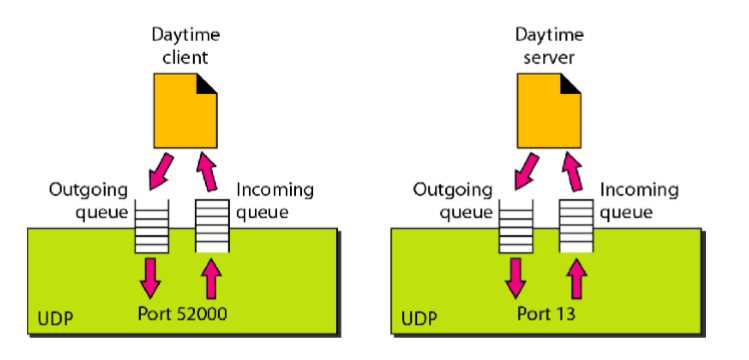 Daytime
client
Outgoing
queue
Incoming
queue
UDP
Port 52000
Daytime
server
Outgoing
queue
Incoming
queue
UDP
Port 13